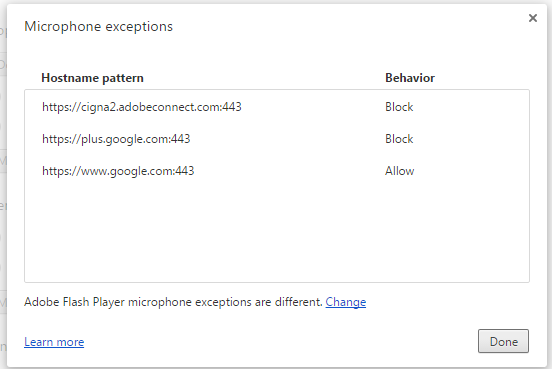 Microphone exceptions
Hostname pattern Behavior
https://cigna2.adobeconnect.com:443 Block
https://plus.google.com:443 Block
https://www.google.com:443 Allow
Adobe Flash Player microphone exceptions are different. Change
Learn more Done